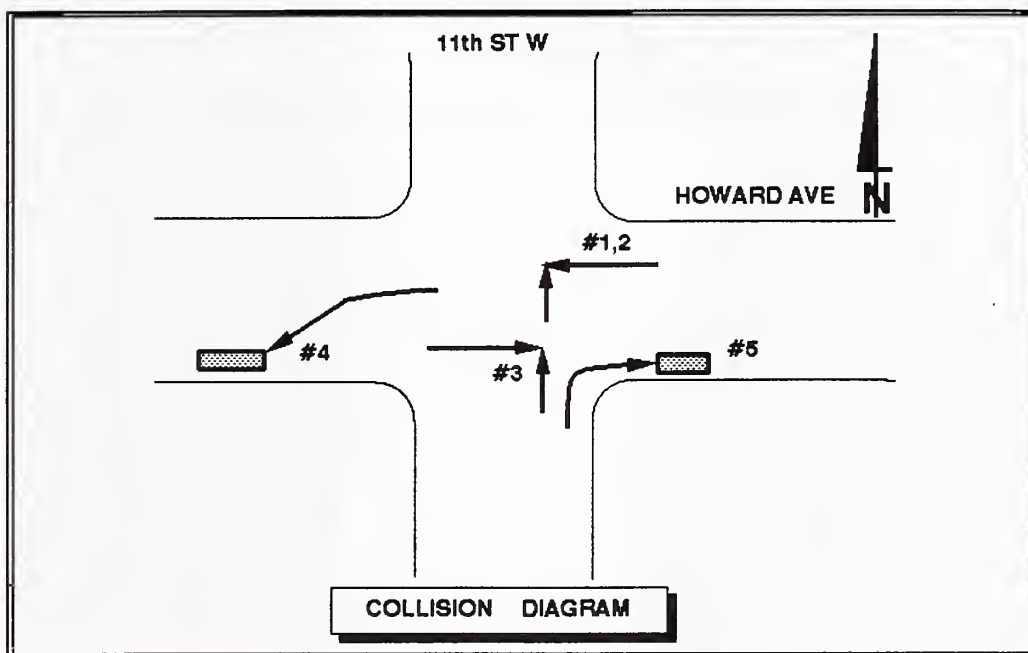 11th ST W
HOWARD AVE
N
#1,2
#4
#3
#5
COLLISION DIAGRAM